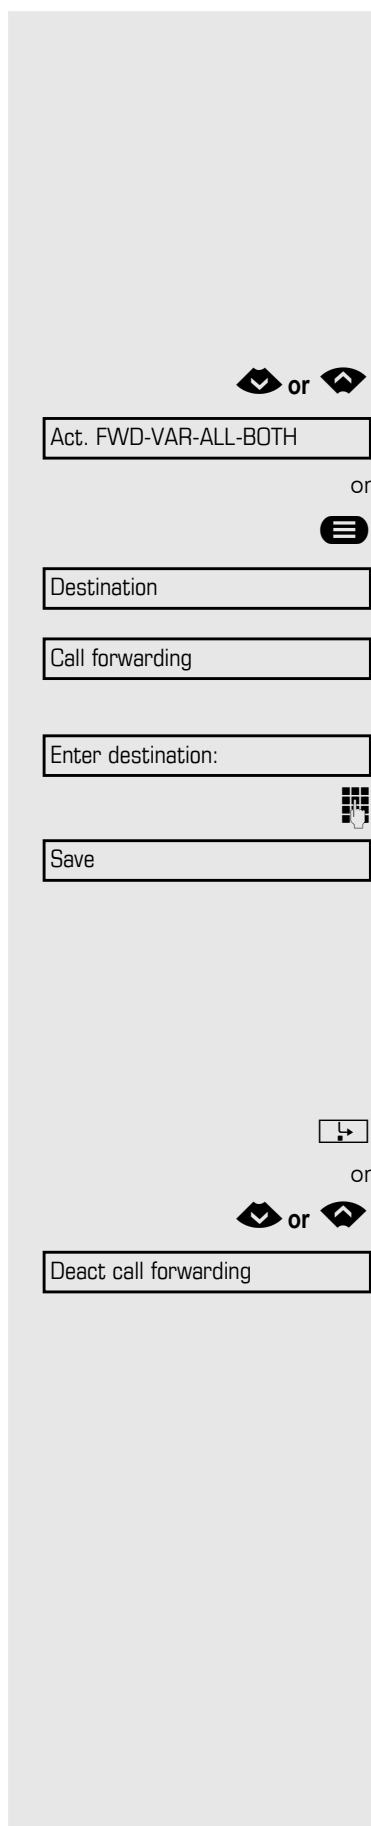 or
Act. FWD-VAR-ALL-BOTH
or
Destination
Call forwarding
Enter destination:
Save
or
or
Deact call forwarding